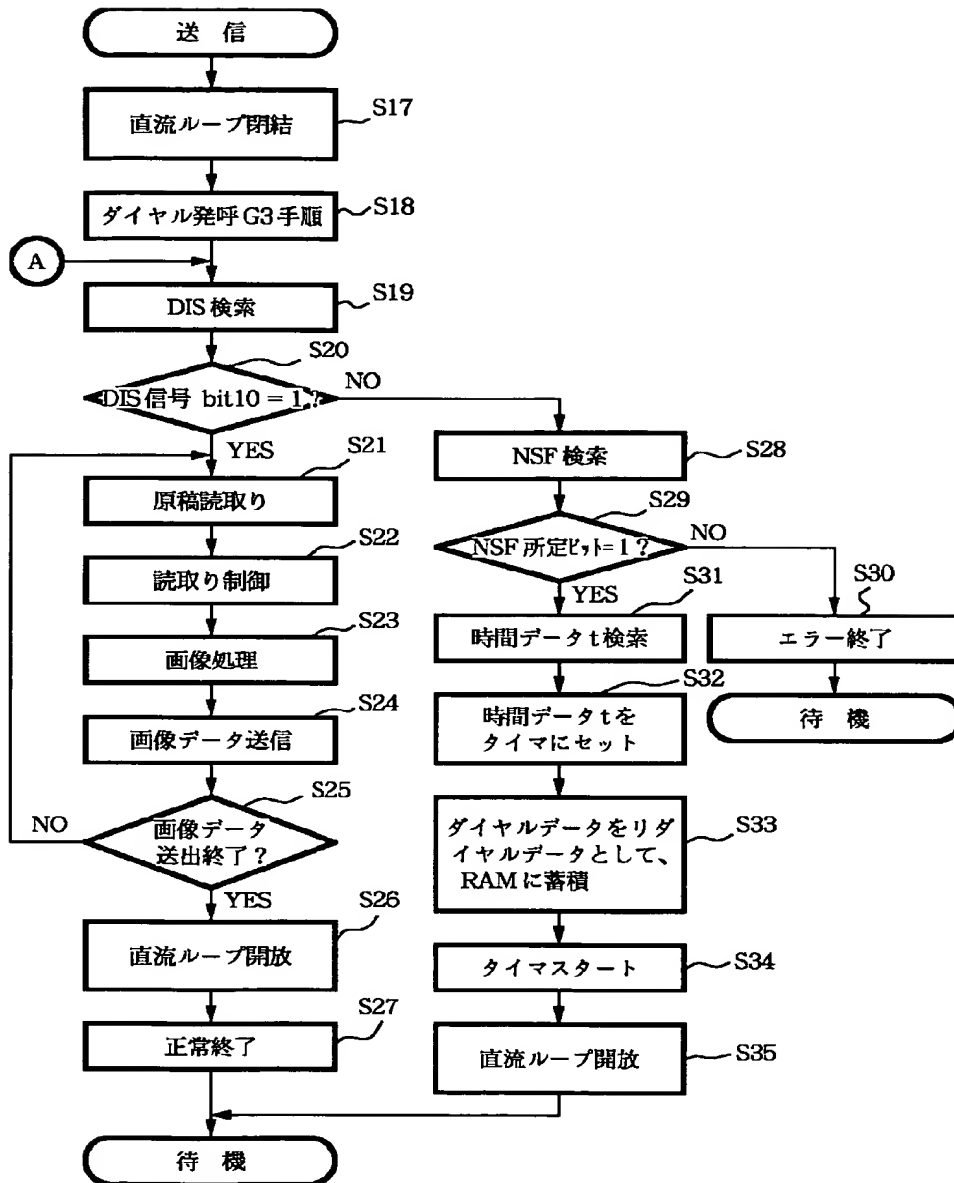 送 信
直流ループ閉結
S17
ダイヤル発呼G3手順
S18
A
DIS検索
S19
S20
DIS信号 bit10 = 1？
NO
YES
S21
原稿読取り
S22
読取り制御
S23
画像処理
S24
画像データ送信
S25
画像データ
送出終了？
NO
YES
S26
直流ループ開放
S27
正常終了
待 機
NSF検索
S28
S29
NSF所定ﾋﾞｯﾄ=1？
NO
YES
S30
エラー終了
待 機
S31
時間データt検索
S32
時間データtを
タイマにセット
ダイヤルデータをリダ
イヤルデータとして、
RAMに蓄積
S33
タイマスタート
S34
直流ループ開放
S35